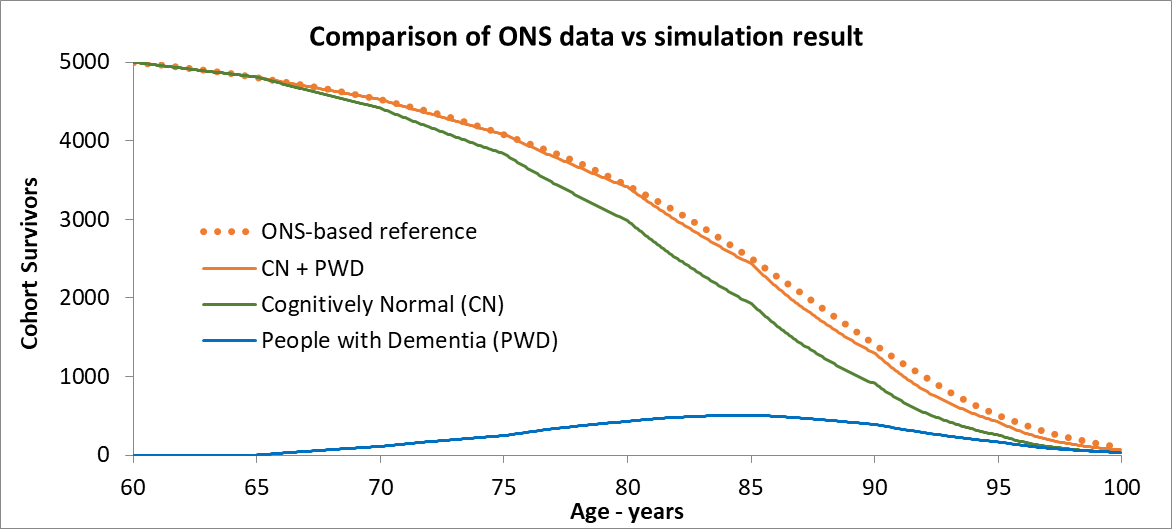 Comparison of ONS data vs simulation result
5000
4000
3000
2000
1000
0
Cohort Survivors
ONS-based reference
CN + PWD
Cognitively Normal (CN)
People with Dementia (PWD)
60 65 70 75 80 85 90 95 100
Age - years